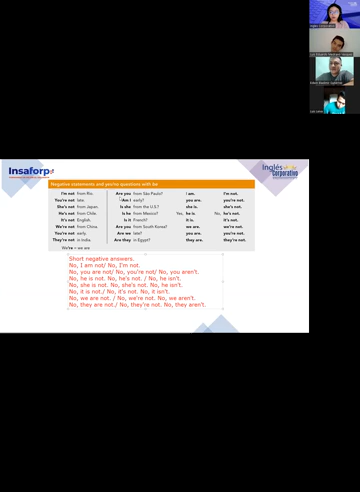 Insaforp
inglés
corporativo
Negative statements and yes/no questions with be
I'm not from Rio. Are you from São Paulo? I am. I'm not.
You're not late. Am I early? you are. you're not.
She's not from Japan. Is she from the U.S.? she is. she's not.
He's not from Chile. Is he from Mexico? Yes, he is. No, he's not.
It's not English. Is it French? it is. it's not.
We're not from China. Are you from South Korea? we are. we're not.
You're not early. Are we late? you are. you're not.
They're not in India. Are they in Egypt? they are. they're not.
We're = we are
Short negative answers.
No, I am not/ No, I'm not.
No, you are not/ No, you're not/ No, you aren't.
No, he is not. No, he's not. / No, he isn't.
No, she is not. No, she's not. No, she isn't.
No, it is not./ No, it's not. No, it isn't.
No, we are not. / No, we're not. No, we aren't.
No, they are not./ No, they're not. No, they aren't.